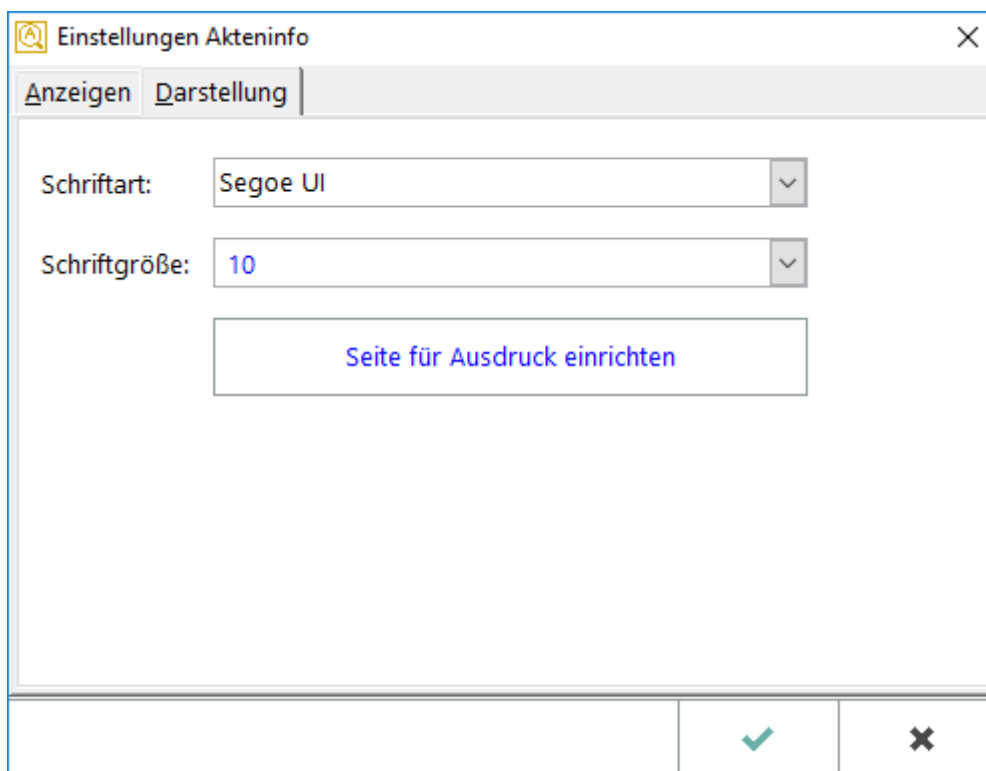 Einstellungen Akteninfo
Anzeigen Darstellung
Schriftart: Segoe UI
Schriftgröße: 10
Seite für Ausdruck einrichten